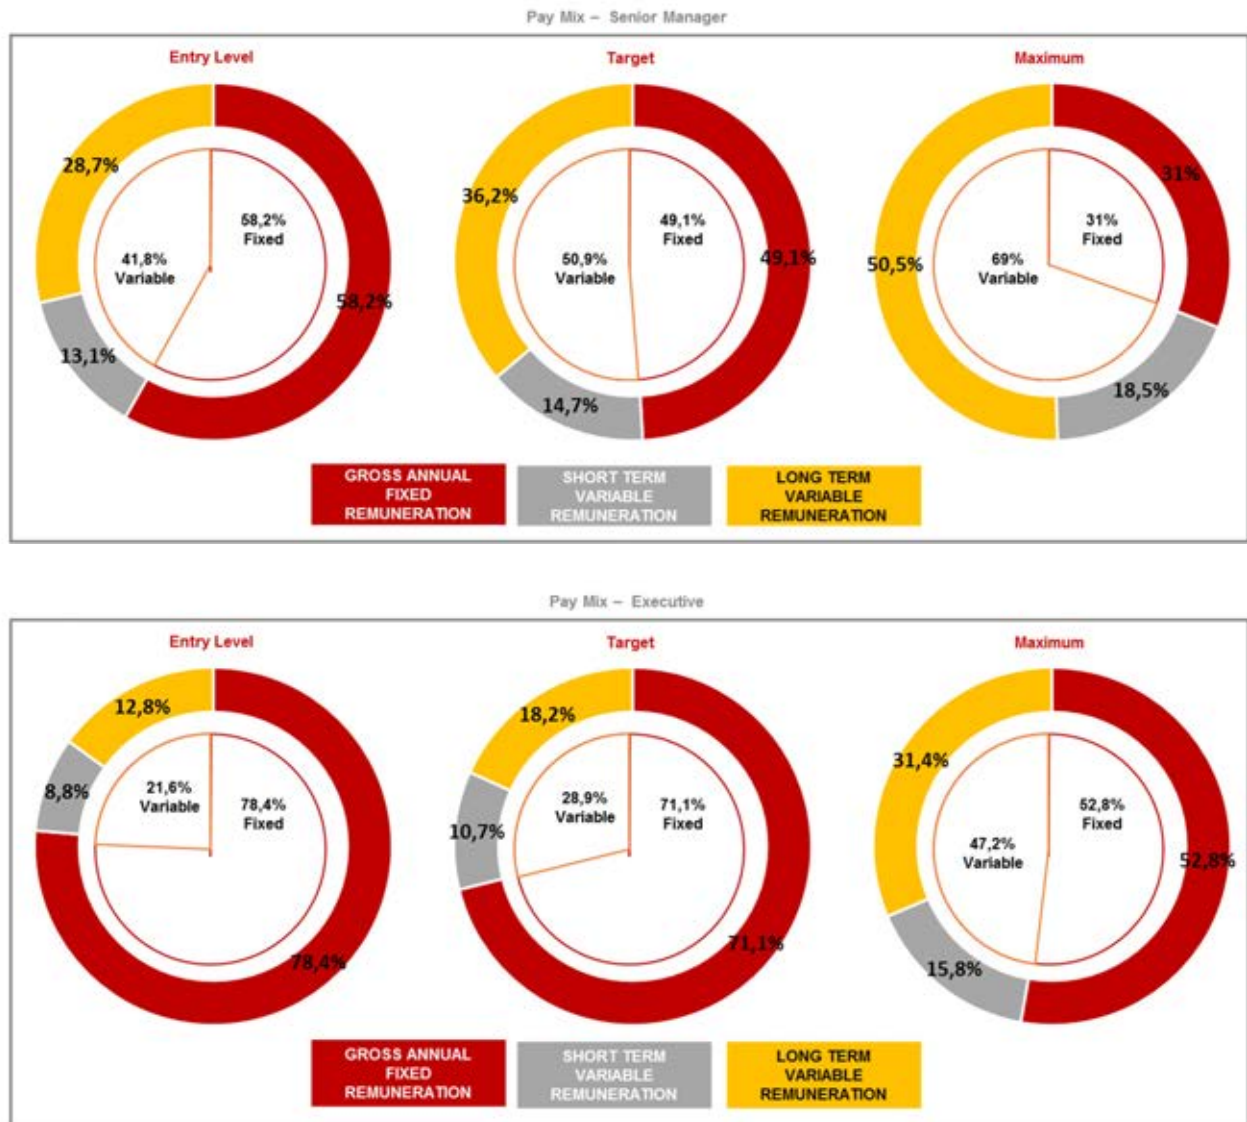 Pay Mix – Senior Manager
Entry Level
Target
Maximum
28,7%
58,2%
Fixed
41,8%
Variable
58,2%
13,1%
36,2%
49,1%
Fixed
50,9%
Variable
49,1%
14,7%
31%
31%
Fixed
69%
Variable
50,5%
18,5%
GROSS ANNUAL
FIXED
REMUNERATION
SHORT TERM
VARIABLE
REMUNERATION
LONG TERM
VARIABLE
REMUNERATION
Pay Mix – Executive
Entry Level
Target
Maximum
12,8%
8,8%
21,6%
Variable
78,4%
Fixed
78,4%
18,2%
10,7%
28,9%
Variable
71,1%
Fixed
71,1%
31,4%
52,8%
Fixed
47,2%
Variable
52,8%
15,8%
GROSS ANNUAL
FIXED
REMUNERATION
SHORT TERM
VARIABLE
REMUNERATION
LONG TERM
VARIABLE
REMUNERATION